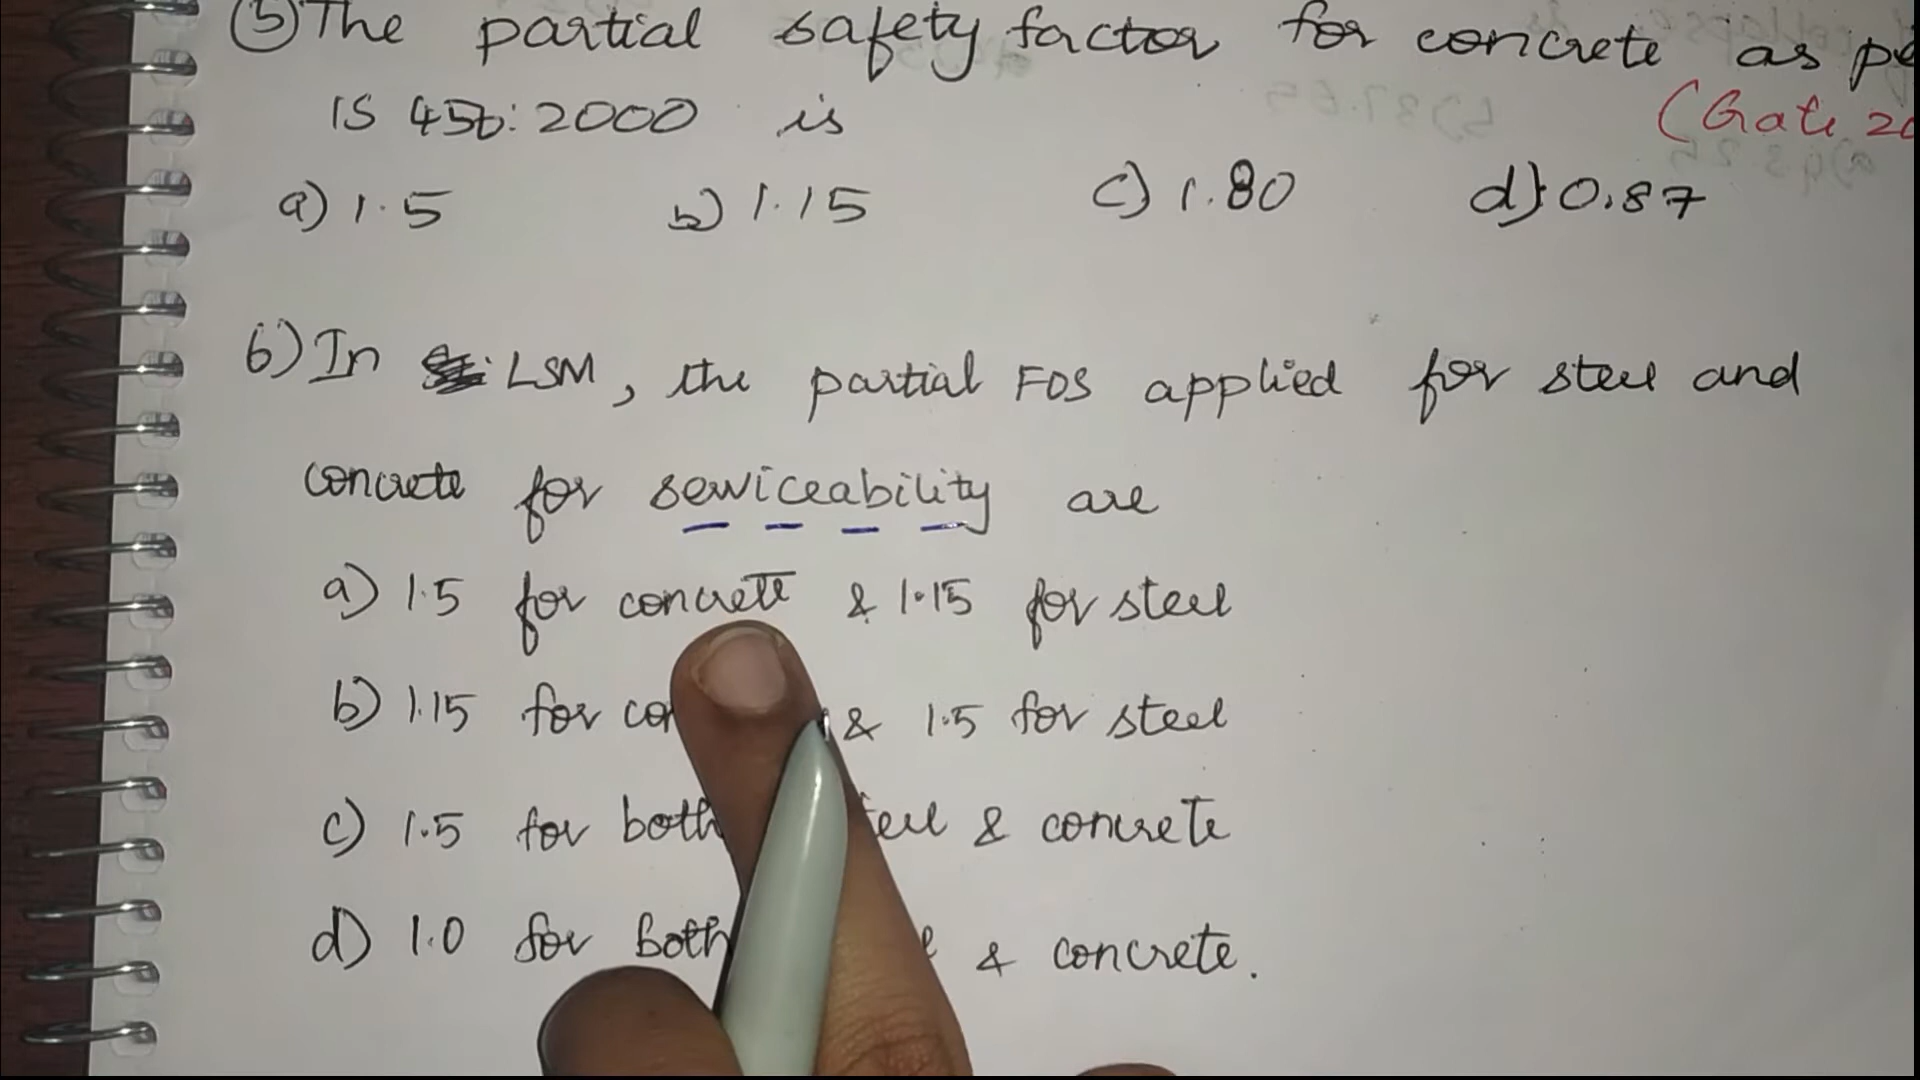 5) The partial safety factor for concrete as pe
IS 456:2000 is
(Gate 20
a) 1.5 b) 1.15 c) 1.80 d) 0.87
6) In LSM, the partial FOS applied for steel and
concrete for serviceability are
a) 1.5 for concrete & 1.15 for steel
b) 1.15 for con & 1.5 for steel
c) 1.5 for both teel & concrete
d) 1.0 for both l & concrete.